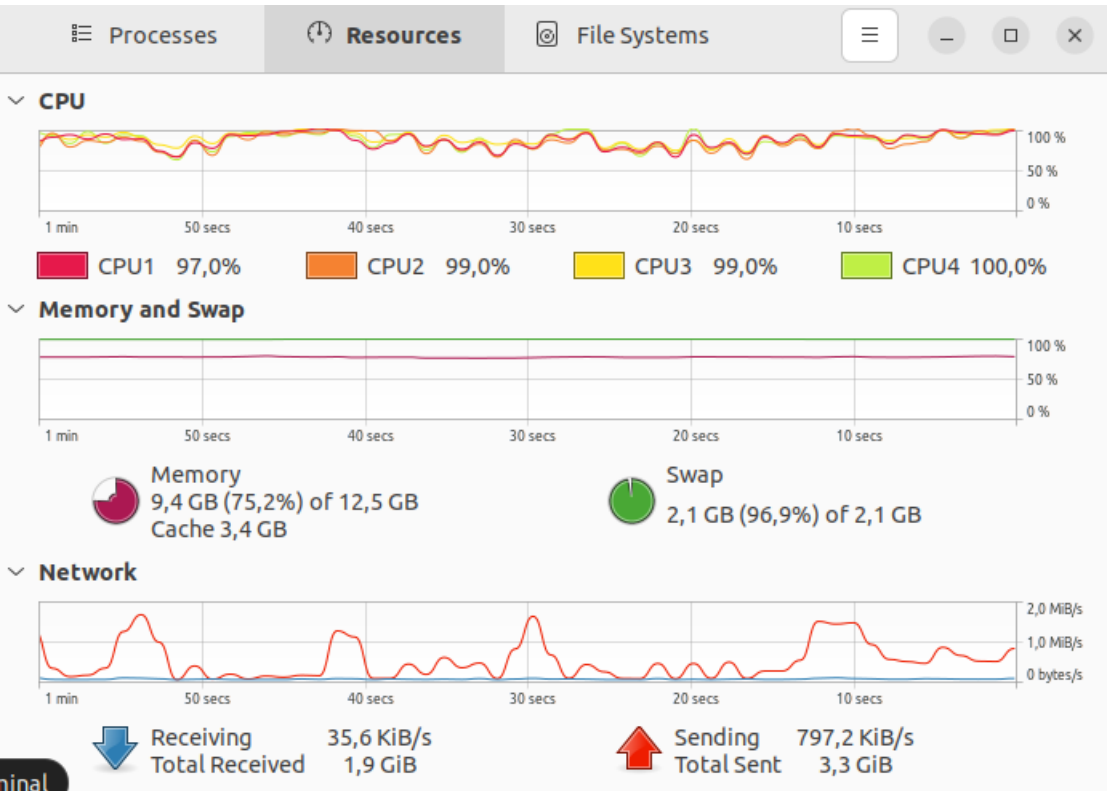 Processes Resources File Systems
CPU
100 %
50 %
0 %
1 min 50 secs 40 secs 30 secs 20 secs 10 secs
CPU1 97,0% CPU2 99,0% CPU3 99,0% CPU4 100,0%
Memory and Swap
100 %
50 %
0 %
1 min 50 secs 40 secs 30 secs 20 secs 10 secs
Memory
9,4 GB (75,2%) of 12,5 GB
Cache 3,4 GB
Swap
2,1 GB (96,9%) of 2,1 GB
Network
2,0 MiB/s
1,0 MiB/s
0 bytes/s
1 min 50 secs 40 secs 30 secs 20 secs 10 secs
Receiving 35,6 KiB/s
Total Received 1,9 GiB
Sending 797,2 KiB/s
Total Sent 3,3 GiB